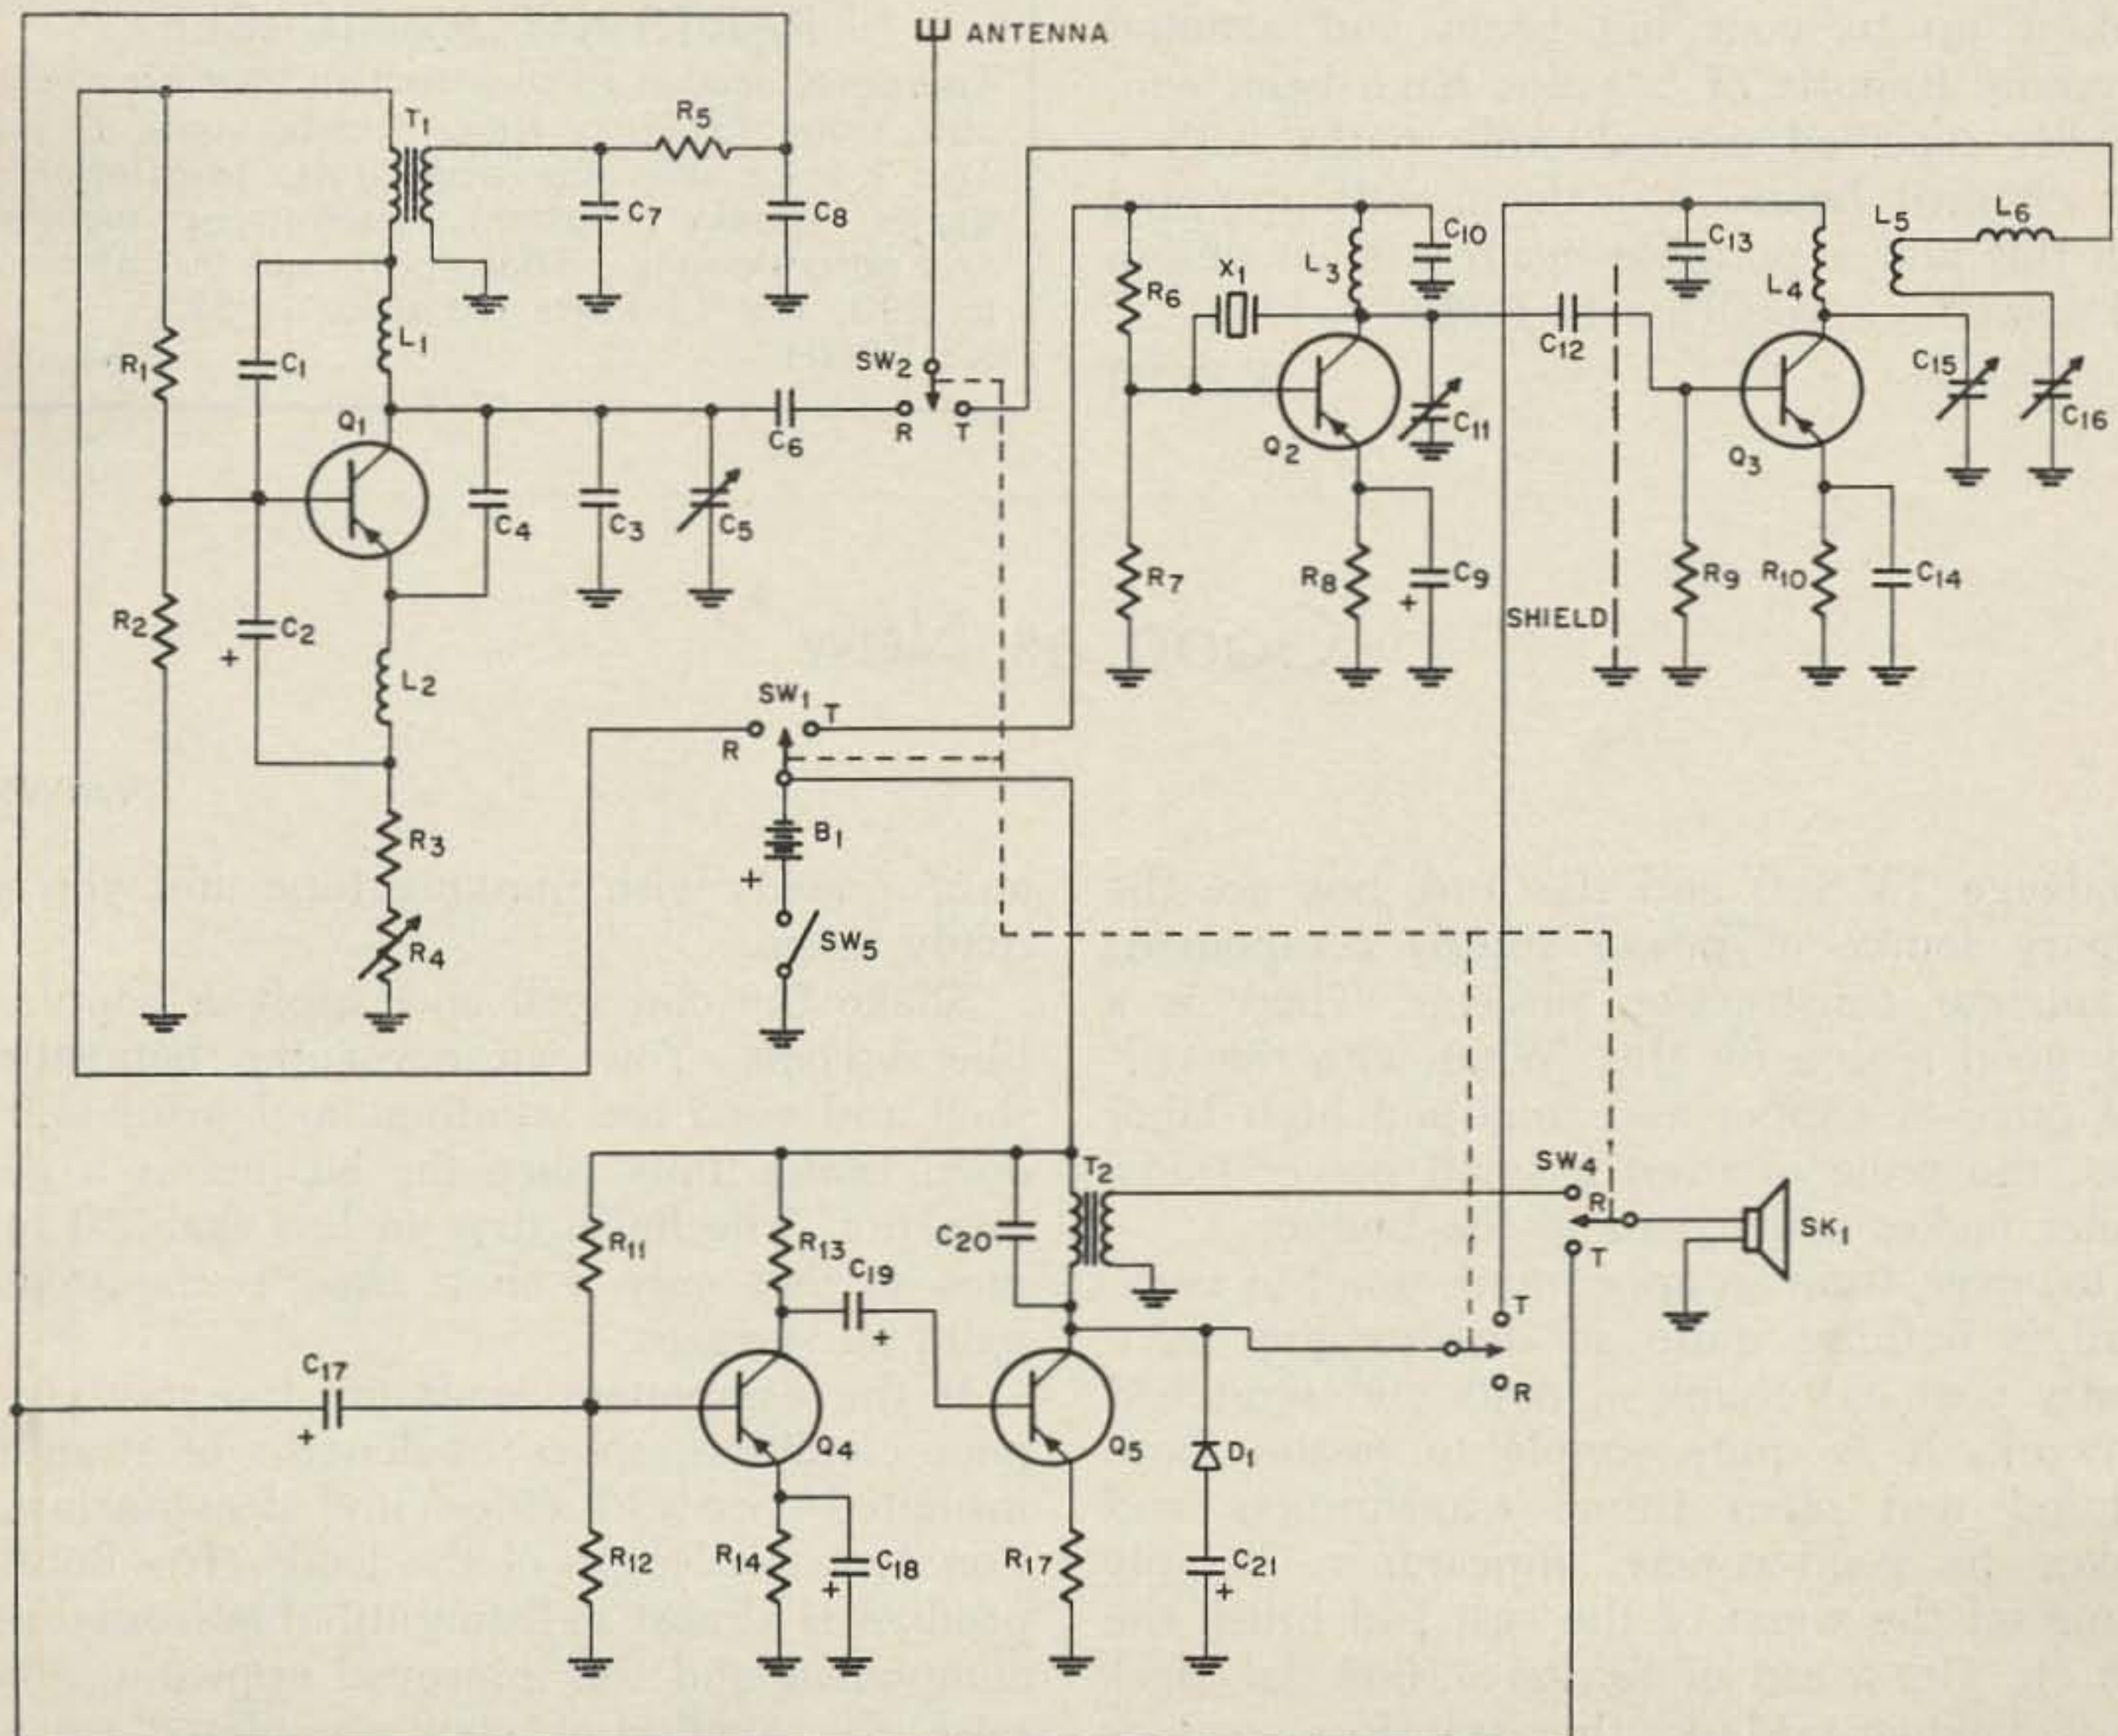 ANTENNA
T1
R5
C7
C8
L6
L5
C10
C13
X1
L3
L4
R6
R1
C1
L1
SW2
R
T
C6
C12
C15
C16
C11
Q1
Q2
Q3
C4
C3
C5
R7
R8
C9
+
SHIELD
R9
R10
C14
R2
C2
+
L2
SW1
T
R
R3
B1
+
R4
SW5
T2
SW4
R
T
SK1
R11
R13
C19
+
C20
T
R
C17
+
Q4
Q5
D1
R12
R14
C18
+
R17
C21
+